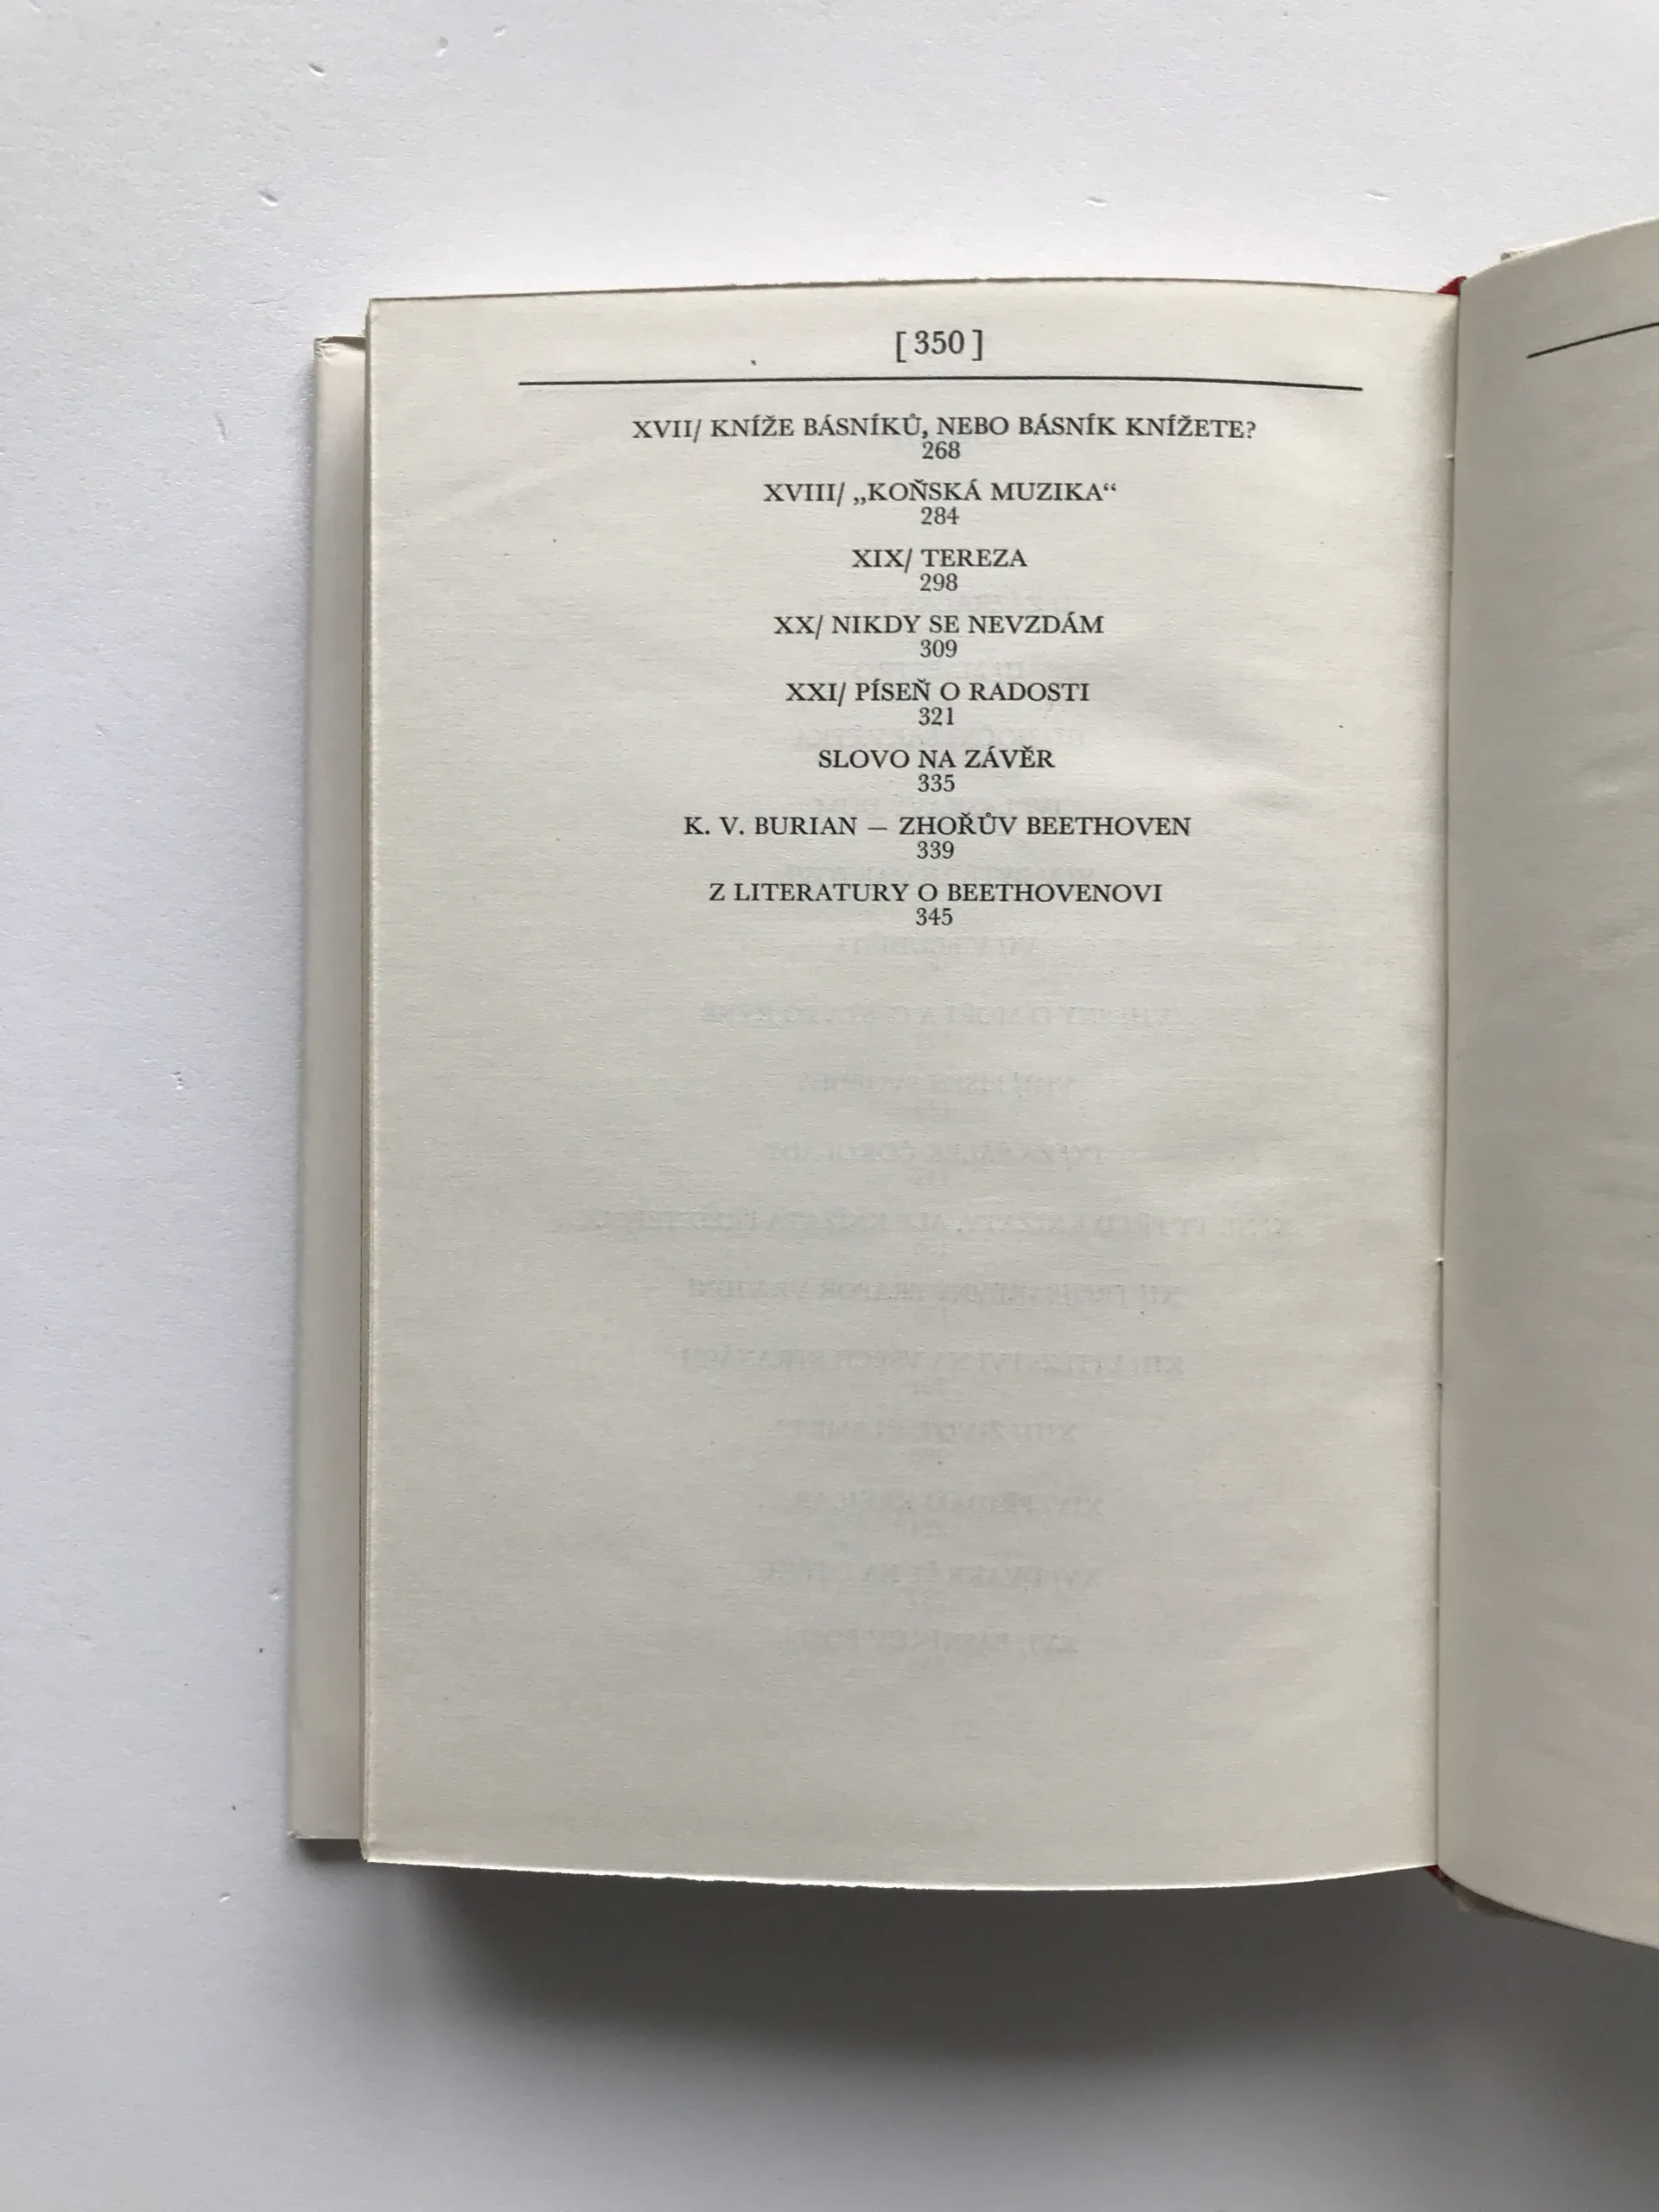 [ 350 ]
XVII/ KNÍŽE BÁSNÍKŮ, NEBO BÁSNÍK KNÍŽETE?
268
XVIII/ „KOŇSKÁ MUZIKA“
284
XIX/ TEREZA
298
XX/ NIKDY SE NEVZDÁM
309
XXI/ PÍSEŇ O RADOSTI
321
SLOVO NA ZÁVĚR
335
K. V. BURIAN — ZHOŘŮV BEETHOVEN
339
Z LITERATURY O BEETHOVENOVI
345